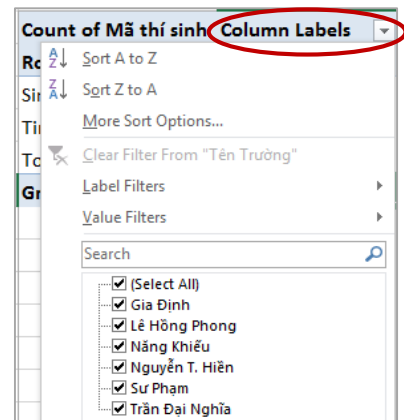 Count of Mã thí sinh Column Labels
Ro
Sort A to Z
Sir
Sort Z to A
Tii
More Sort Options...
To
Clear Filter From "Tên Trường"
Gr
Label Filters
Value Filters
Search
(Select All)
Gia Định
Lê Hồng Phong
Năng Khiếu
Nguyễn T. Hiền
Sư Phạm
Trần Đại Nghĩa